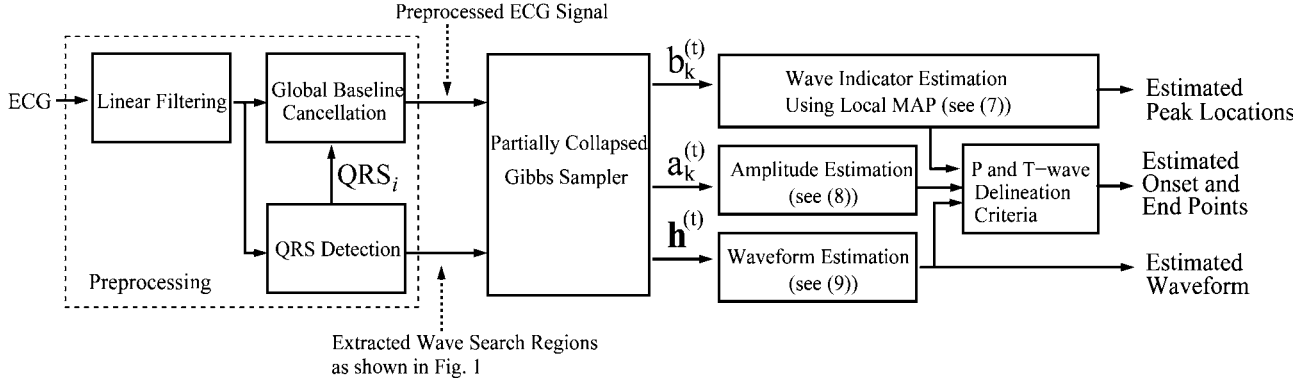 Preprocessed ECG Signal
ECG
Linear Filtering
Global Baseline
Cancellation
QRS_i
QRS Detection
Preprocessing
Extracted Wave Search Regions
as shown in Fig. 1
Partially Collapsed
Gibbs Sampler
b_k^(t)
a_k^(t)
h^(t)
Wave Indicator Estimation
Using Local MAP (see (7))
Amplitude Estimation
(see (8))
Waveform Estimation
(see (9))
P and T−wave
Delineation
Criteria
Estimated
Peak Locations
Estimated
Onset and
End Points
Estimated
Waveform